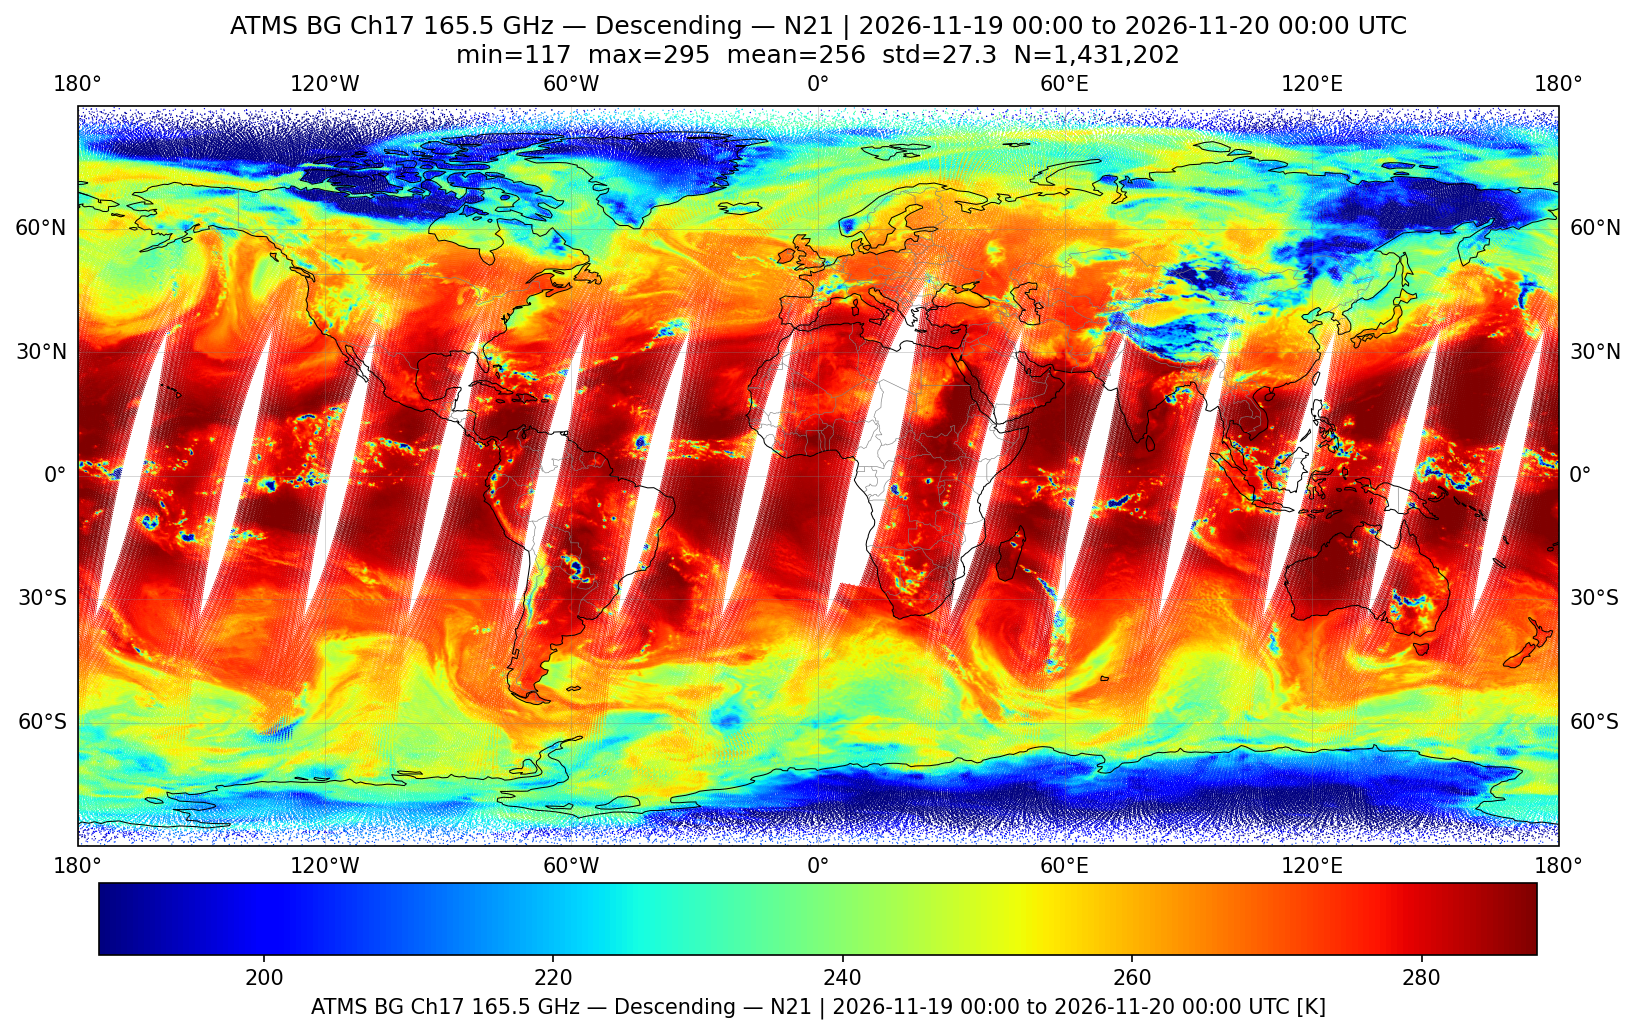 ATMS BG Ch17 165.5 GHz — Descending — N21 | 2026-11-19 00:00 to 2026-11-20 00:00 UTC
min=117  max=295  mean=256  std=27.3  N=1,431,202
180° 120°W 60°W 0° 60°E 120°E 180°
60°N 60°N
30°N 30°N
0° 0°
30°S 30°S
60°S 60°S
180° 120°W 60°W 0° 60°E 120°E 180°
200 220 240 260 280
ATMS BG Ch17 165.5 GHz — Descending — N21 | 2026-11-19 00:00 to 2026-11-20 00:00 UTC [K]